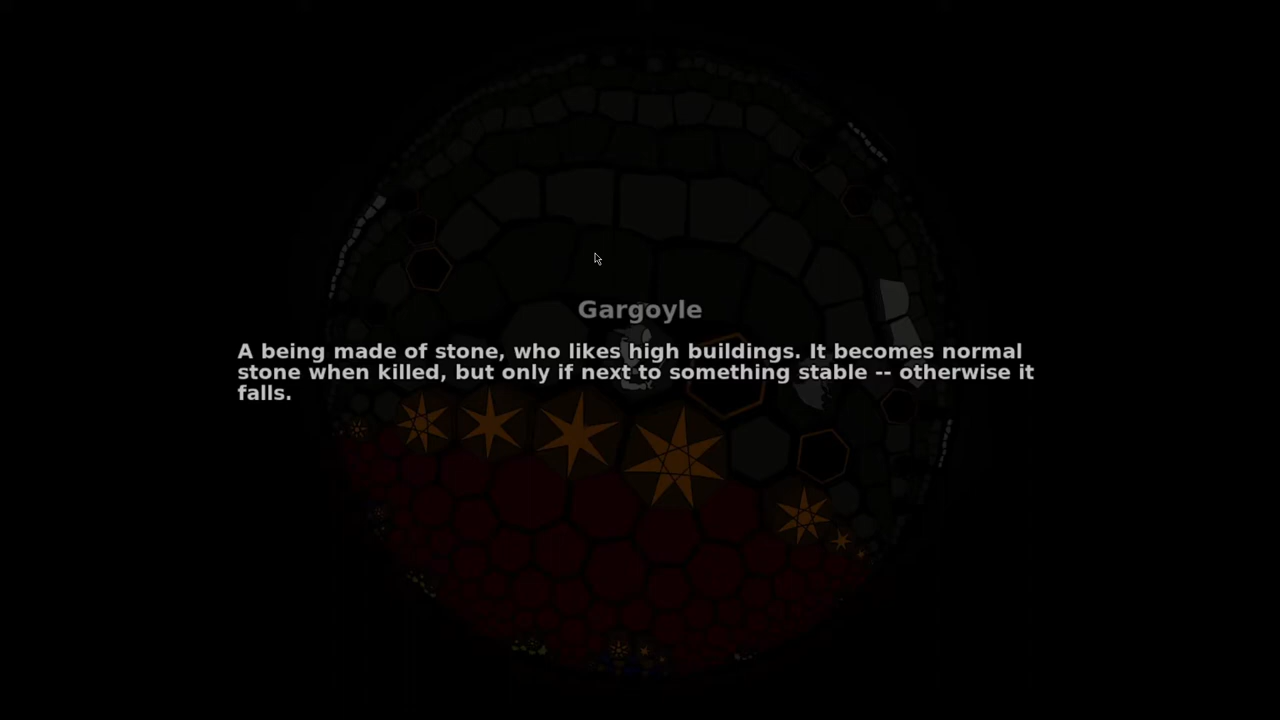 Gargoyle
A being made of stone, who likes high buildings. It becomes normal
stone when killed, but only if next to something stable -- otherwise it
falls.